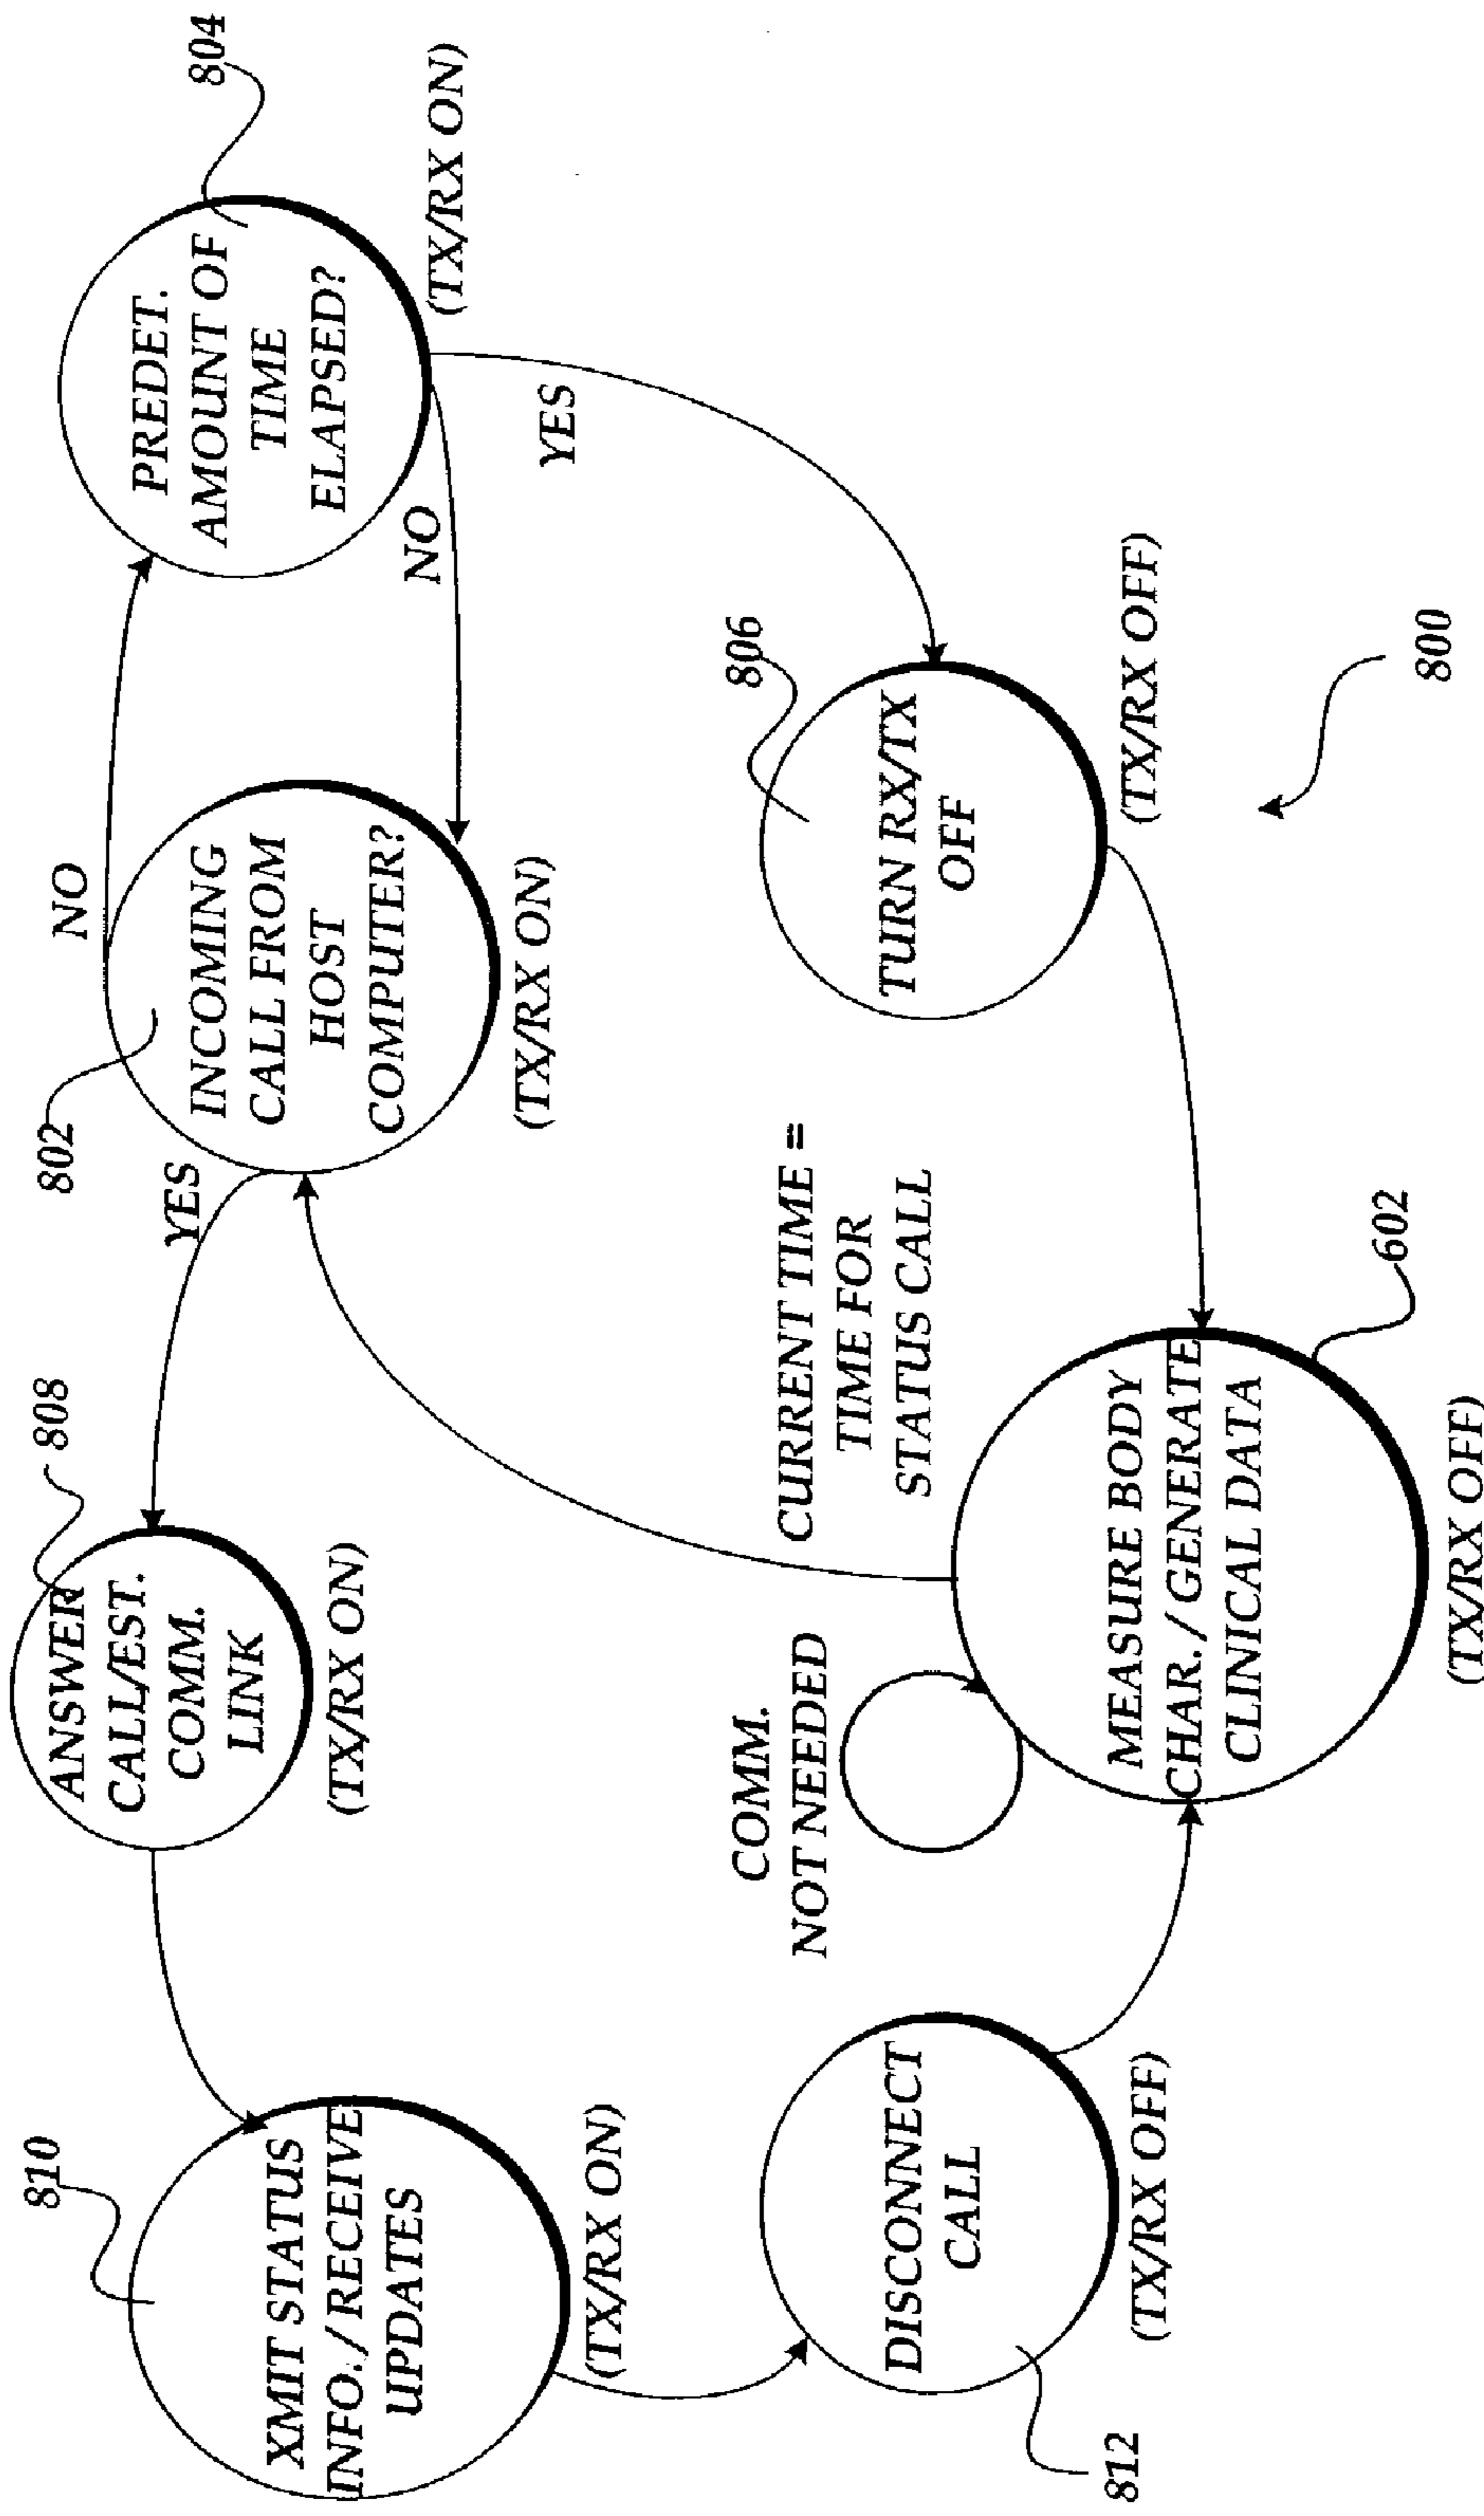 810
XMIT STATUS
INFO./RECEIVE
UPDATES
(TX/RX ON)
808
ANSWER
CALL/EST.
COMM.
LINK
(TX/RX ON)
YES
802
INCOMING
CALL FROM
HOST
COMPUTER?
(TX/RX ON)
NO
804
PREDET.
AMOUNT OF
TIME
ELAPSED?
(TX/RX ON)
NO
YES
812
DISCONNECT
CALL
(TX/RX OFF)
COMM.
NOT NEEDED
CURRENT TIME =
TIME FOR
STATUS CALL
MEASURE BODY
CHAR./GENERATE
CLINICAL DATA
(TX/RX OFF)
602
806
TURN RX/TX
OFF
(TX/RX OFF)
800